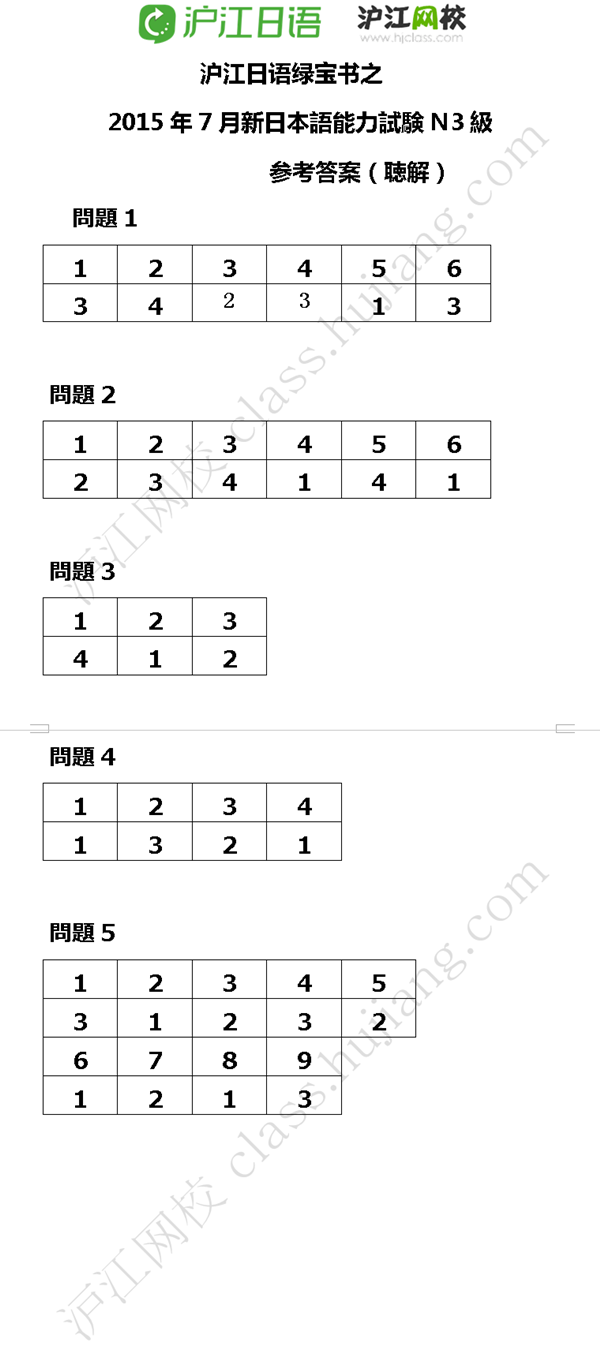 沪江日语 沪江网校
www.hjclass.com
沪江日语绿宝书之
2015 年 7 月新日本語能力試験 N3 級
参考答案（聴解）
問題 1
1 2 3 4 5 6
3 4 2 3 1 3
問題 2
1 2 3 4 5 6
2 3 4 1 4 1
問題 3
1 2 3
4 1 2
沪江网校 class.hujiang.com
問題 4
1 2 3 4
1 3 2 1
問題 5
1 2 3 4 5
3 1 2 3 2
6 7 8 9
1 2 1 3
沪江网校 class.hujiang.com